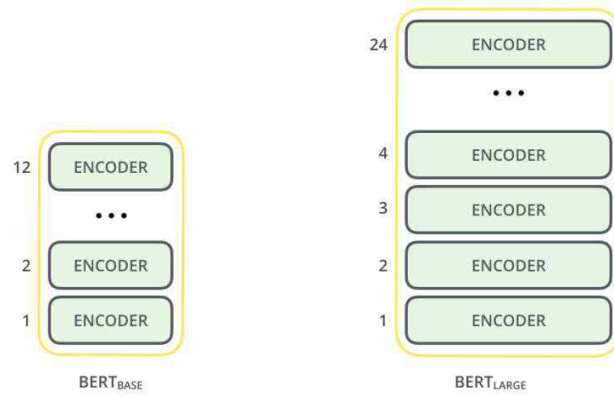 12 ENCODER
•••
2 ENCODER
1 ENCODER
BERTBASE
24 ENCODER
•••
4 ENCODER
3 ENCODER
2 ENCODER
1 ENCODER
BERTLARGE